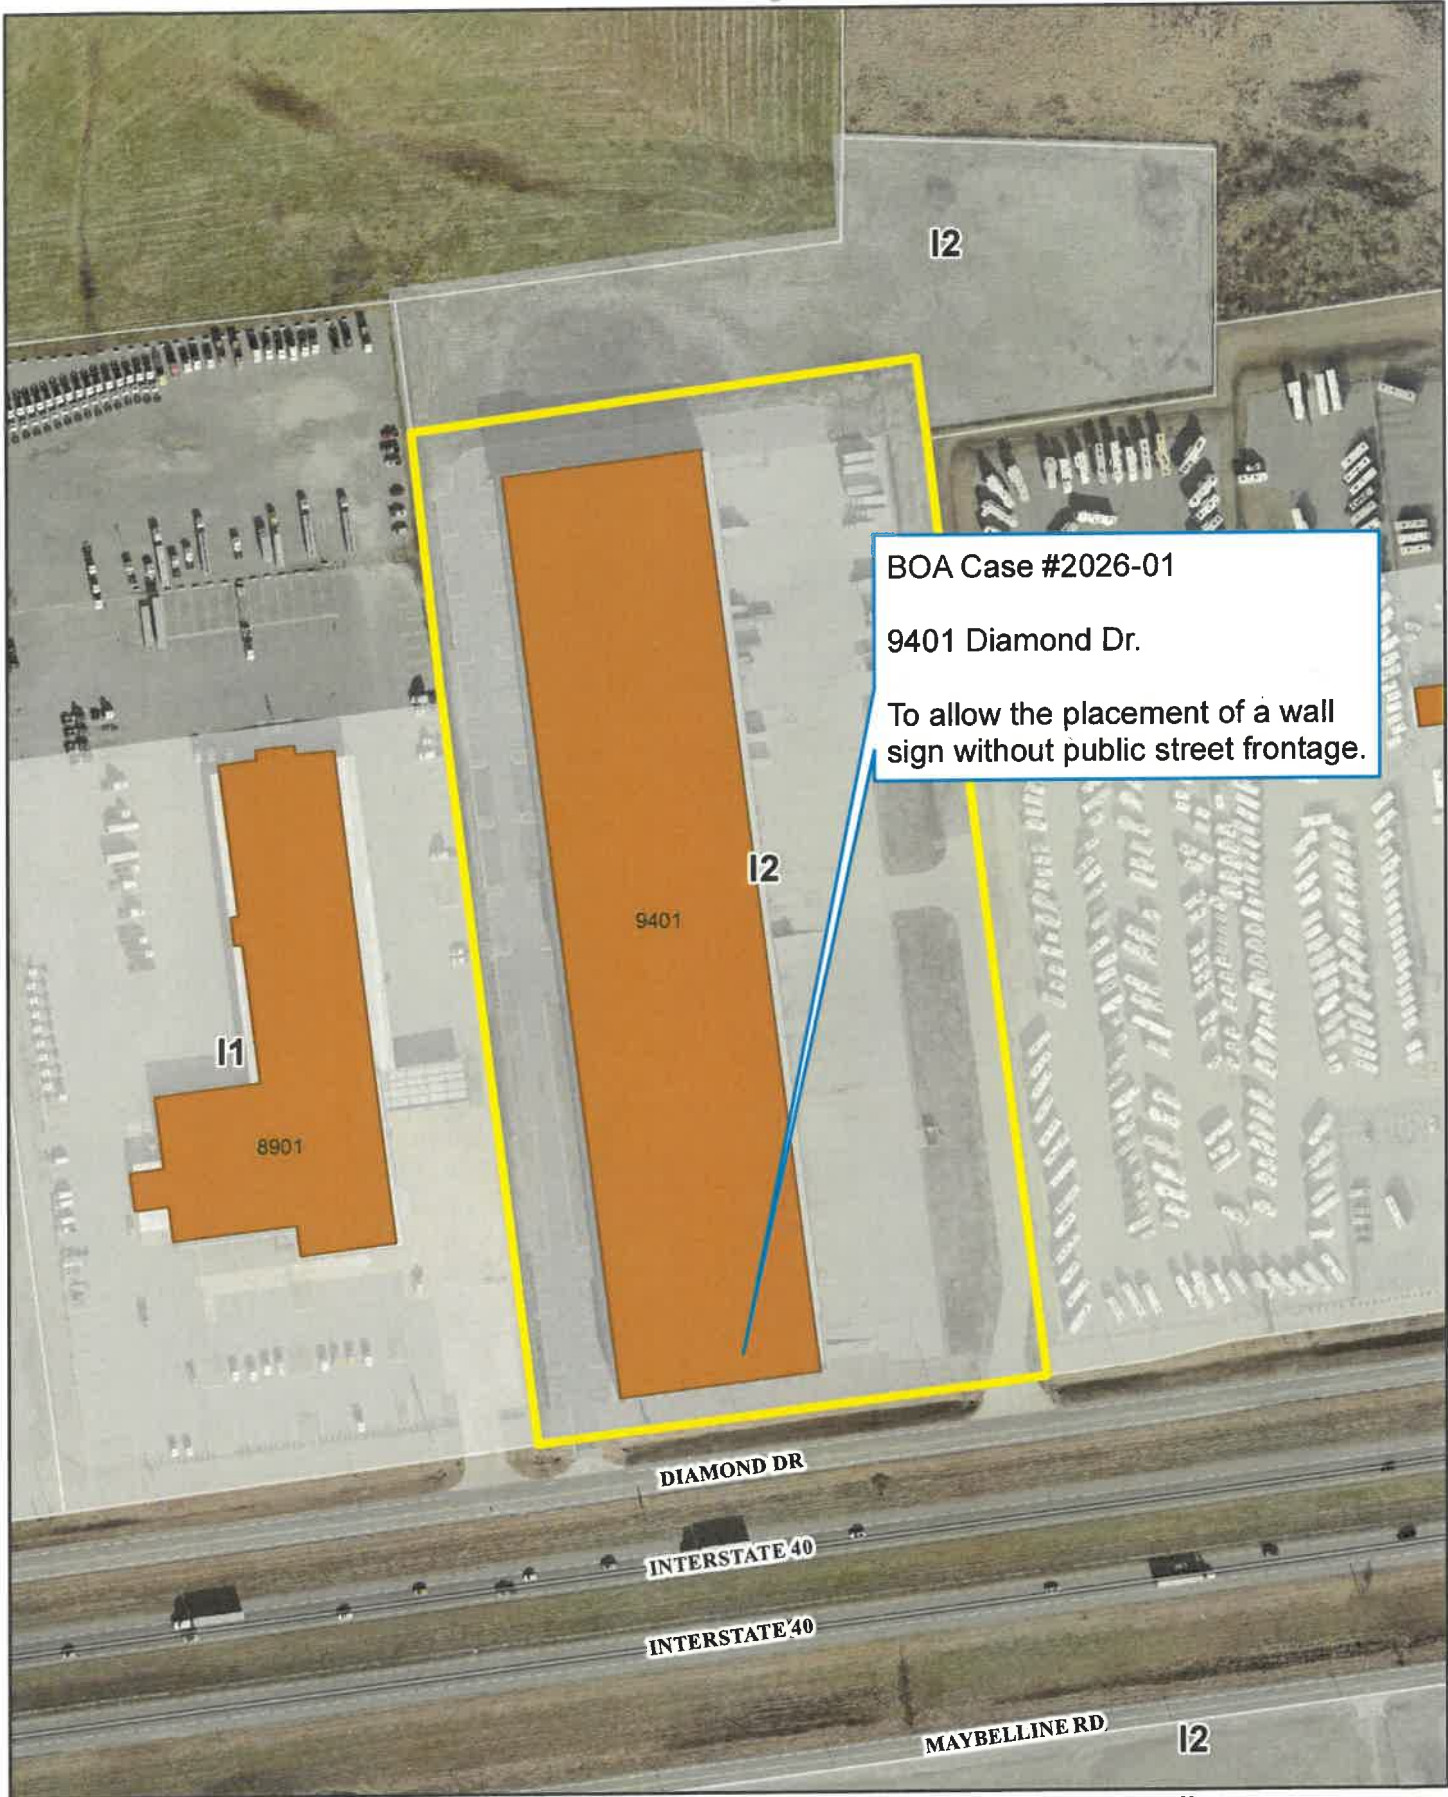 I2
BOA Case #2026-01
9401 Diamond Dr.
To allow the placement of a wall
sign without public street frontage.
I2
9401
I1
8901
DIAMOND DR
INTERSTATE 40
INTERSTATE 40
MAYBELLINE RD
I2